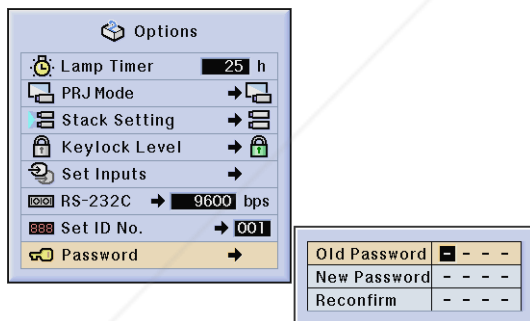 Options
Lamp Timer 25 h
PRJ Mode
Stack Setting
Keylock Level
Set Inputs
RS-232C 9600 bps
Set ID No. 001
Password
Old Password - - - -
New Password - - - -
Reconfirm - - - -